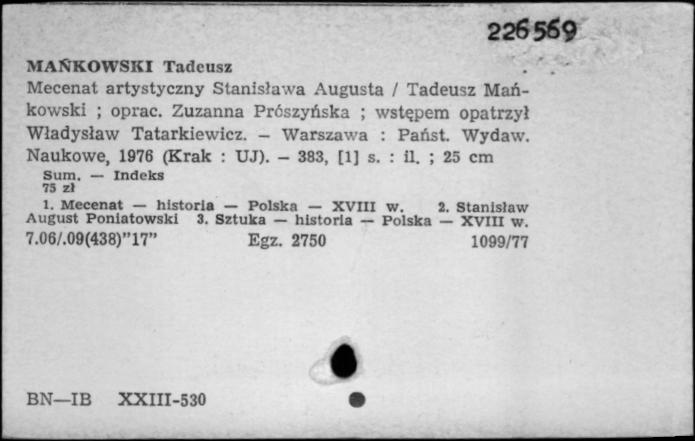 226569
MAŃKOWSKI Tadeusz
Mecenat artystyczny Stanisława Augusta / Tadeusz Mań-
kowski ; oprac. Zuzanna Prószyńska ; wstępem opatrzył
Władysław Tatarkiewicz. — Warszawa : Państ. Wydaw.
Naukowe, 1976 (Krak : UJ). — 383, [1] s. : il. ; 25 cm
Sum. — Indeks
75 zł
1. Mecenat — historia — Polska — XVIII w. 2. Stanisław
August Poniatowski 3. Sztuka — historia — Polska — XVIII w.
7.06/.09(438)”17” Egz. 2750 1099/77
BN—IB XXIII-530